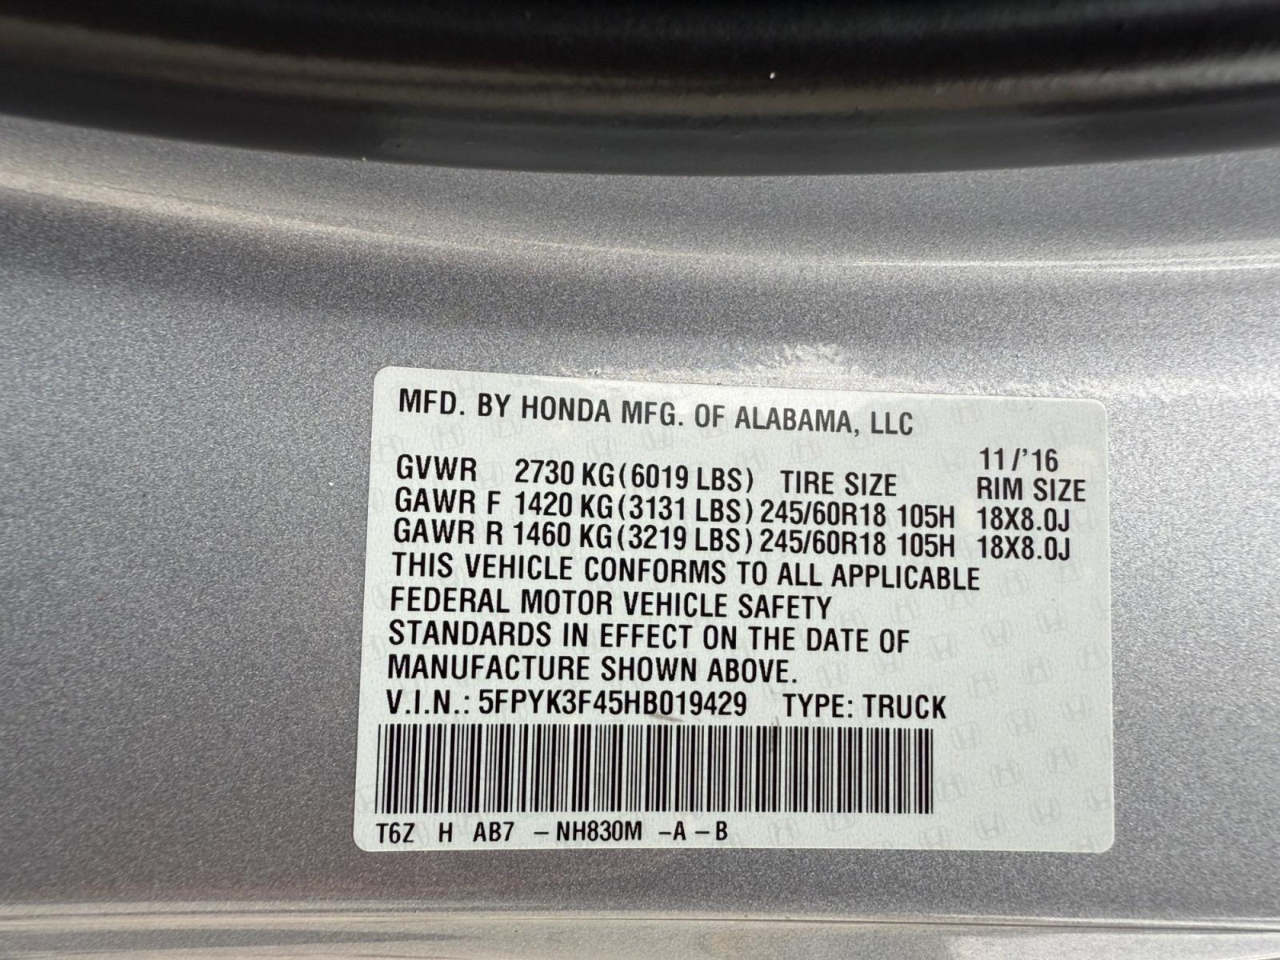 MFD. BY HONDA MFG. OF ALABAMA, LLC
11/'16
GVWR 2730 KG(6019 LBS) TIRE SIZE RIM SIZE
GAWR F 1420 KG(3131 LBS) 245/60R18 105H 18X8.0J
GAWR R 1460 KG(3219 LBS) 245/60R18 105H 18X8.0J
THIS VEHICLE CONFORMS TO ALL APPLICABLE
FEDERAL MOTOR VEHICLE SAFETY
STANDARDS IN EFFECT ON THE DATE OF
MANUFACTURE SHOWN ABOVE.
V.I.N.: 5FPYK3F45HB019429 TYPE: TRUCK
T6Z H AB7 -NH830M -A -B